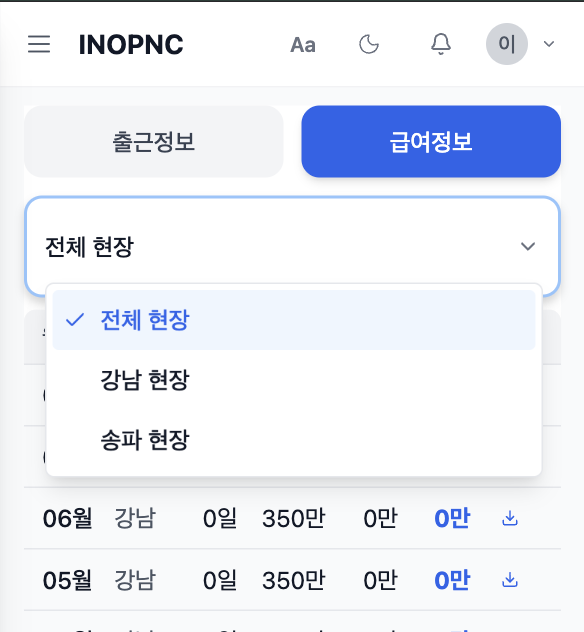 INOPNC Aa 이
출근정보 급여정보
전체 현장
전체 현장
강남 현장
송파 현장
06월 강남 0일 350만 0만 0만
05월 강남 0일 350만 0만 0만